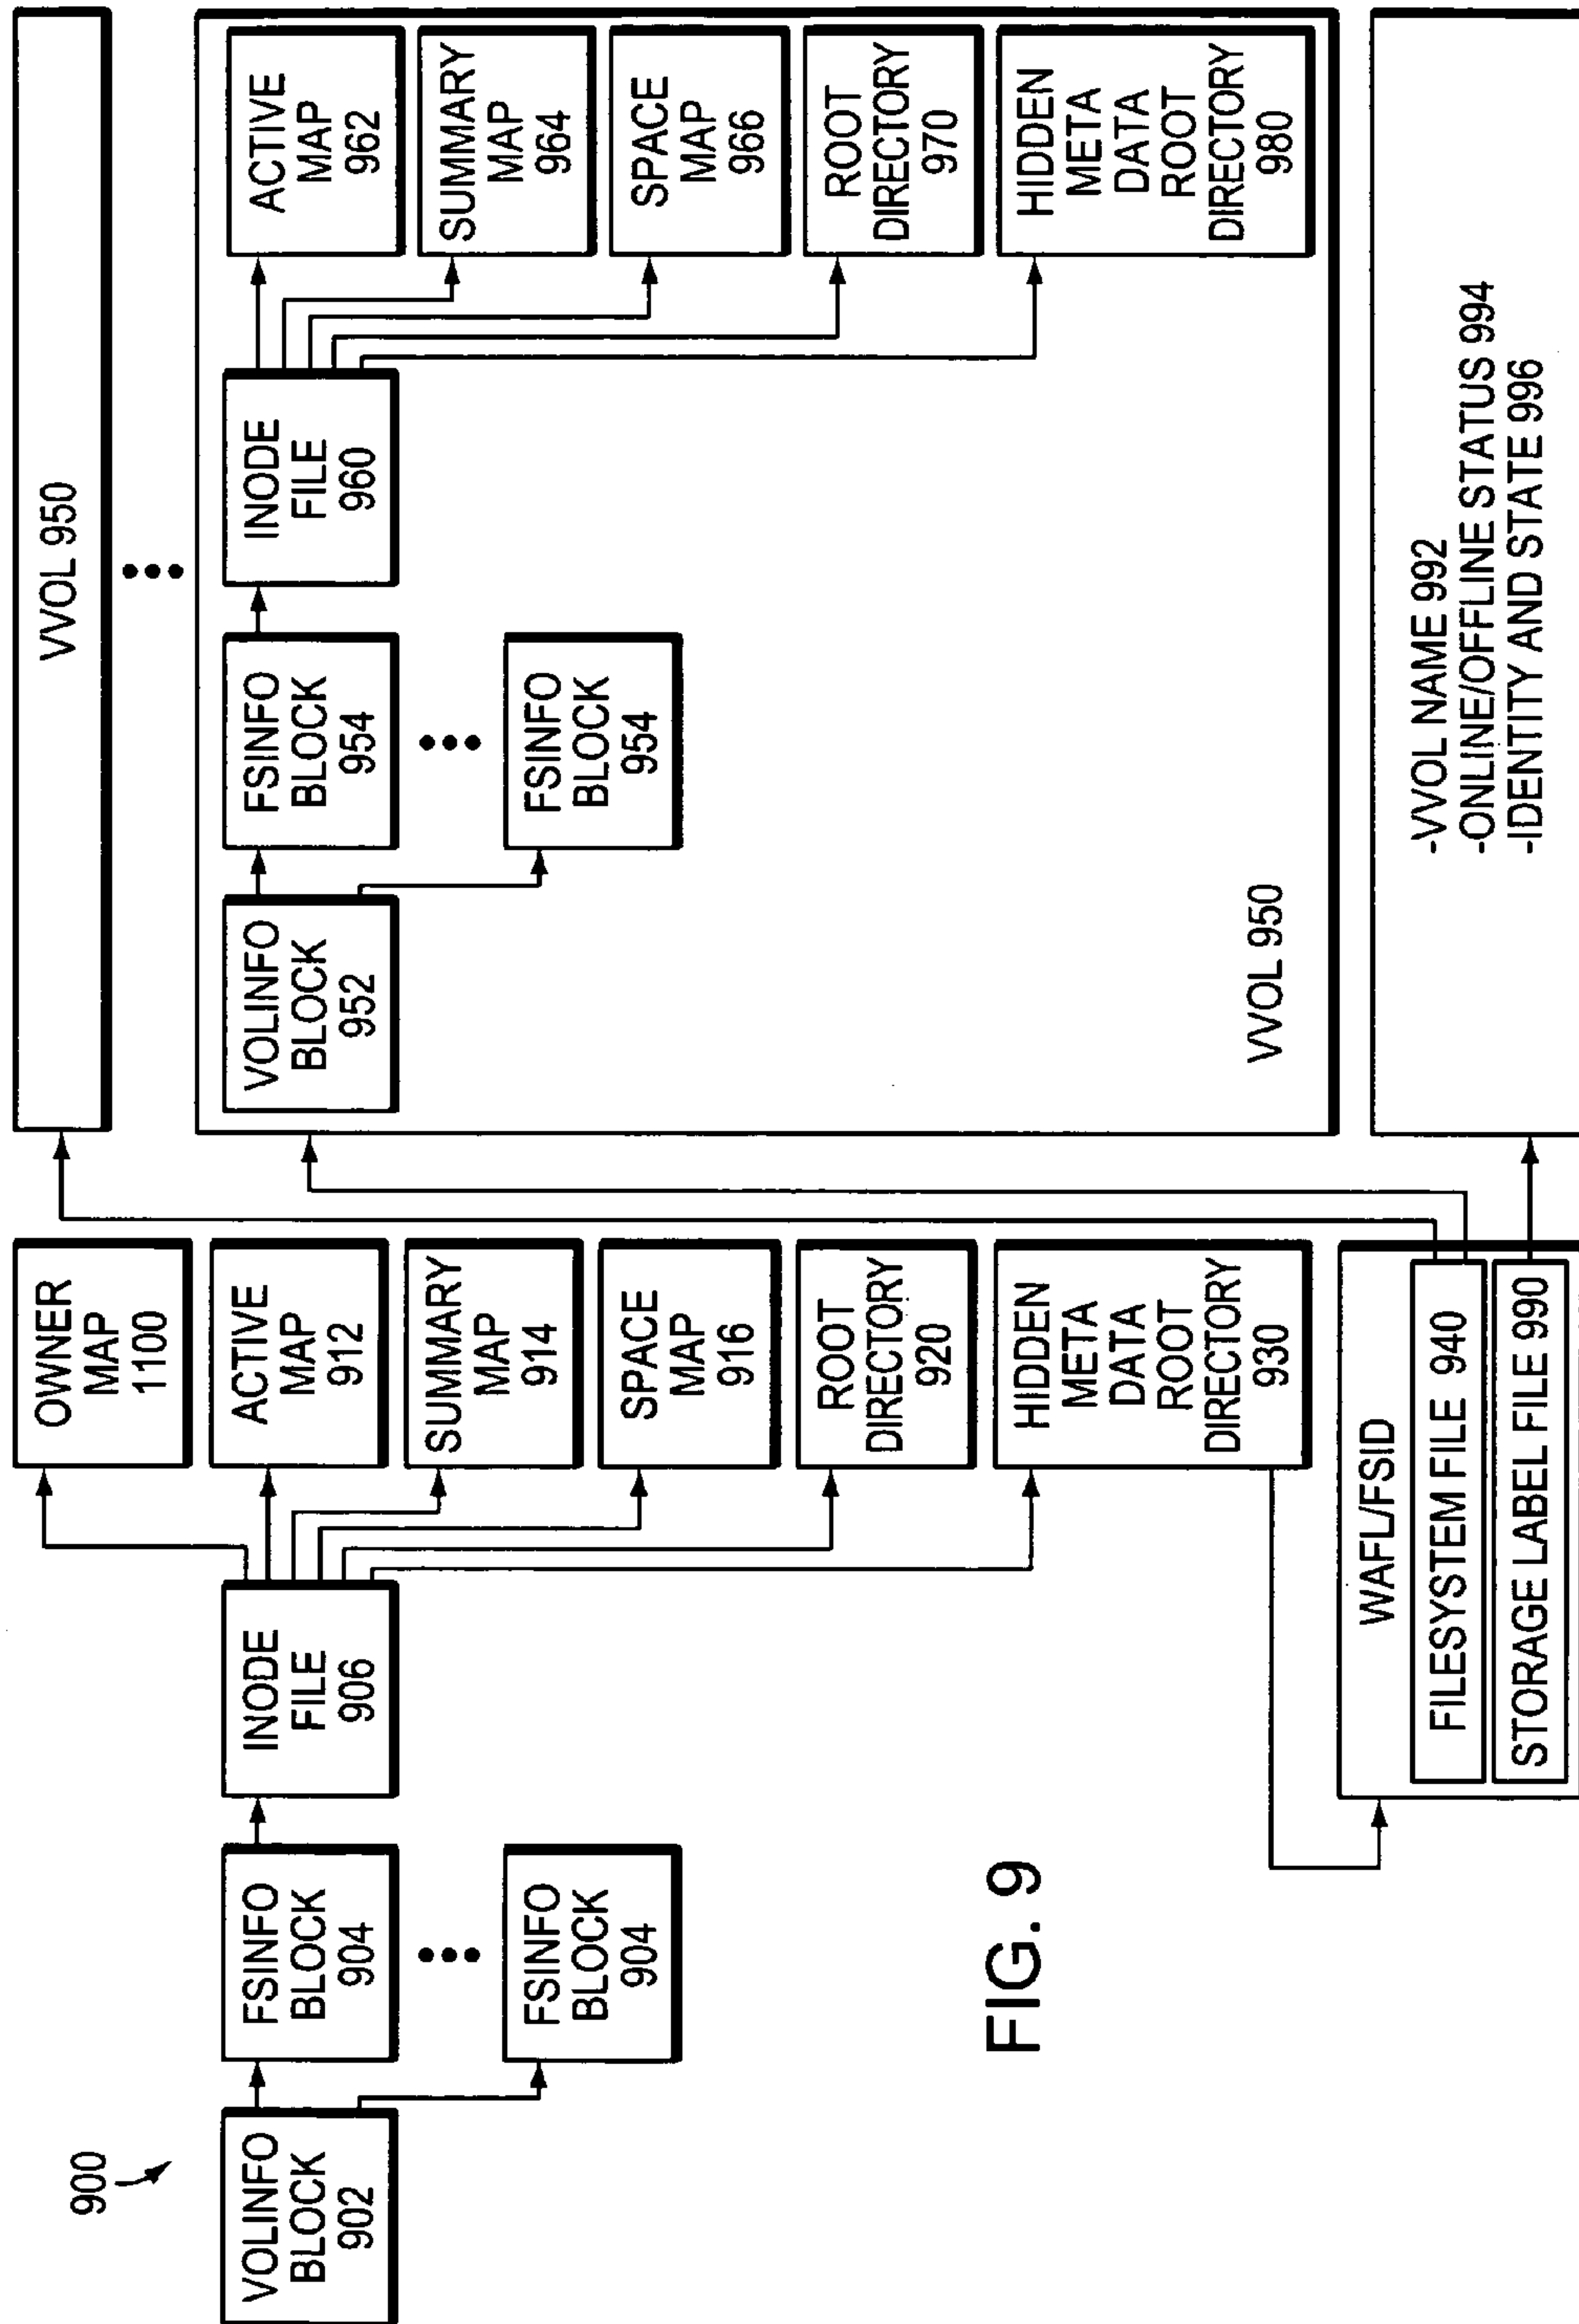 900
VOLINFO
BLOCK
902
FSINFO
BLOCK
904
FSINFO
BLOCK
904
INODE
FILE
906
OWNER
MAP
1100
ACTIVE
MAP
912
SUMMARY
MAP
914
SPACE
MAP
916
ROOT
DIRECTORY
920
HIDDEN
META
DATA
ROOT
DIRECTORY
930
WAFL/FSID
FILESYSTEM FILE 940
STORAGE LABEL FILE 990
VVOL 950
VOLINFO
BLOCK
952
FSINFO
BLOCK
954
FSINFO
BLOCK
954
INODE
FILE
960
ACTIVE
MAP
962
SUMMARY
MAP
964
SPACE
MAP
966
ROOT
DIRECTORY
970
HIDDEN
META
DATA
ROOT
DIRECTORY
980
VVOL 950
-VVOL NAME 992
-ONLINE/OFFLINE STATUS 994
-IDENTITY AND STATE 996
FIG. 9